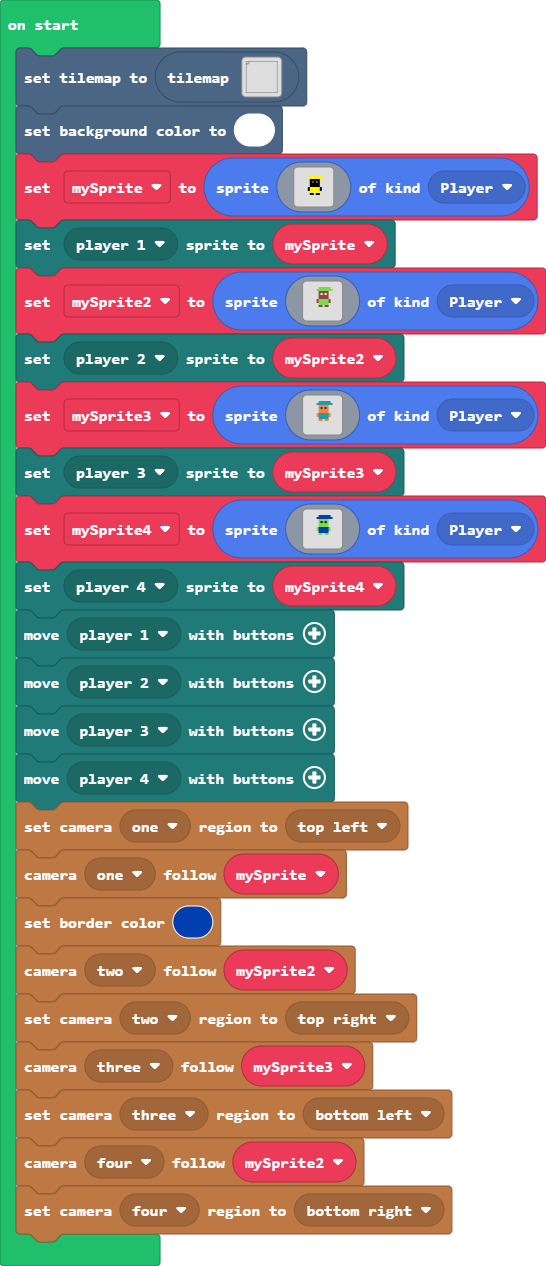 on start
set tilemap to tilemap
set background color to
set mySprite to sprite of kind Player
set player 1 sprite to mySprite
set mySprite2 to sprite of kind Player
set player 2 sprite to mySprite2
set mySprite3 to sprite of kind Player
set player 3 sprite to mySprite3
set mySprite4 to sprite of kind Player
set player 4 sprite to mySprite4
move player 1 with buttons
move player 2 with buttons
move player 3 with buttons
move player 4 with buttons
set camera one region to top left
camera one follow mySprite
set border color
camera two follow mySprite2
set camera two region to top right
camera three follow mySprite3
set camera three region to bottom left
camera four follow mySprite2
set camera four region to bottom right